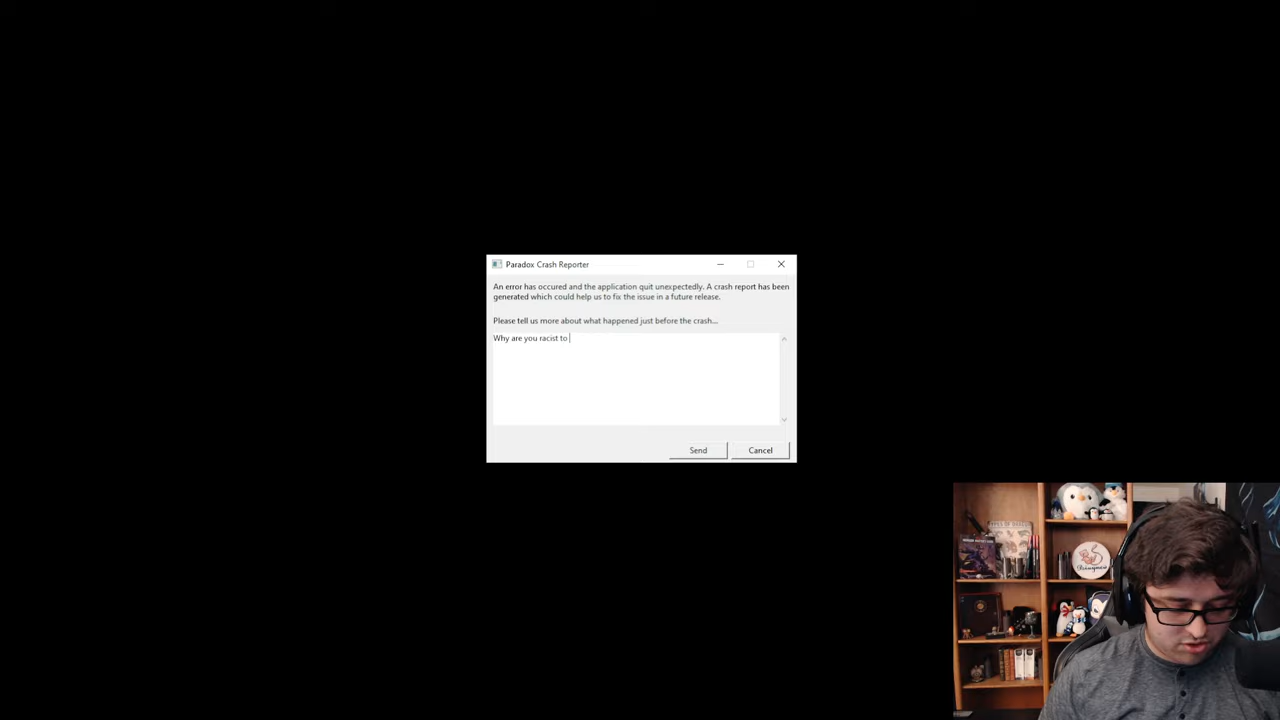 Paradox Crash Reporter
An error has occured and the application quit unexpectedly. A crash report has been
generated which could help us to fix the issue in a future release.
Please tell us more about what happened just before the crash...
Why are you racist to
Send
Cancel